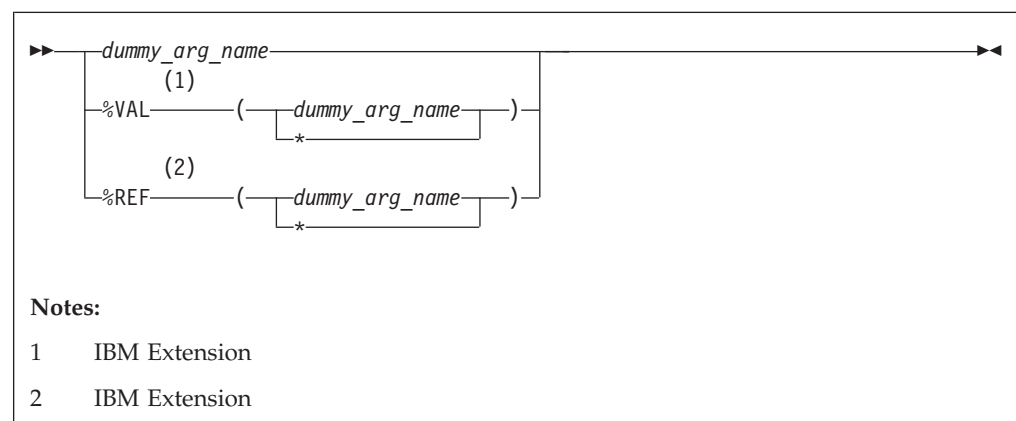 dummy_arg_name
(1)
%VAL ( dummy_arg_name )
*
(2)
%REF ( dummy_arg_name )
*
Notes:
1 IBM Extension
2 IBM Extension